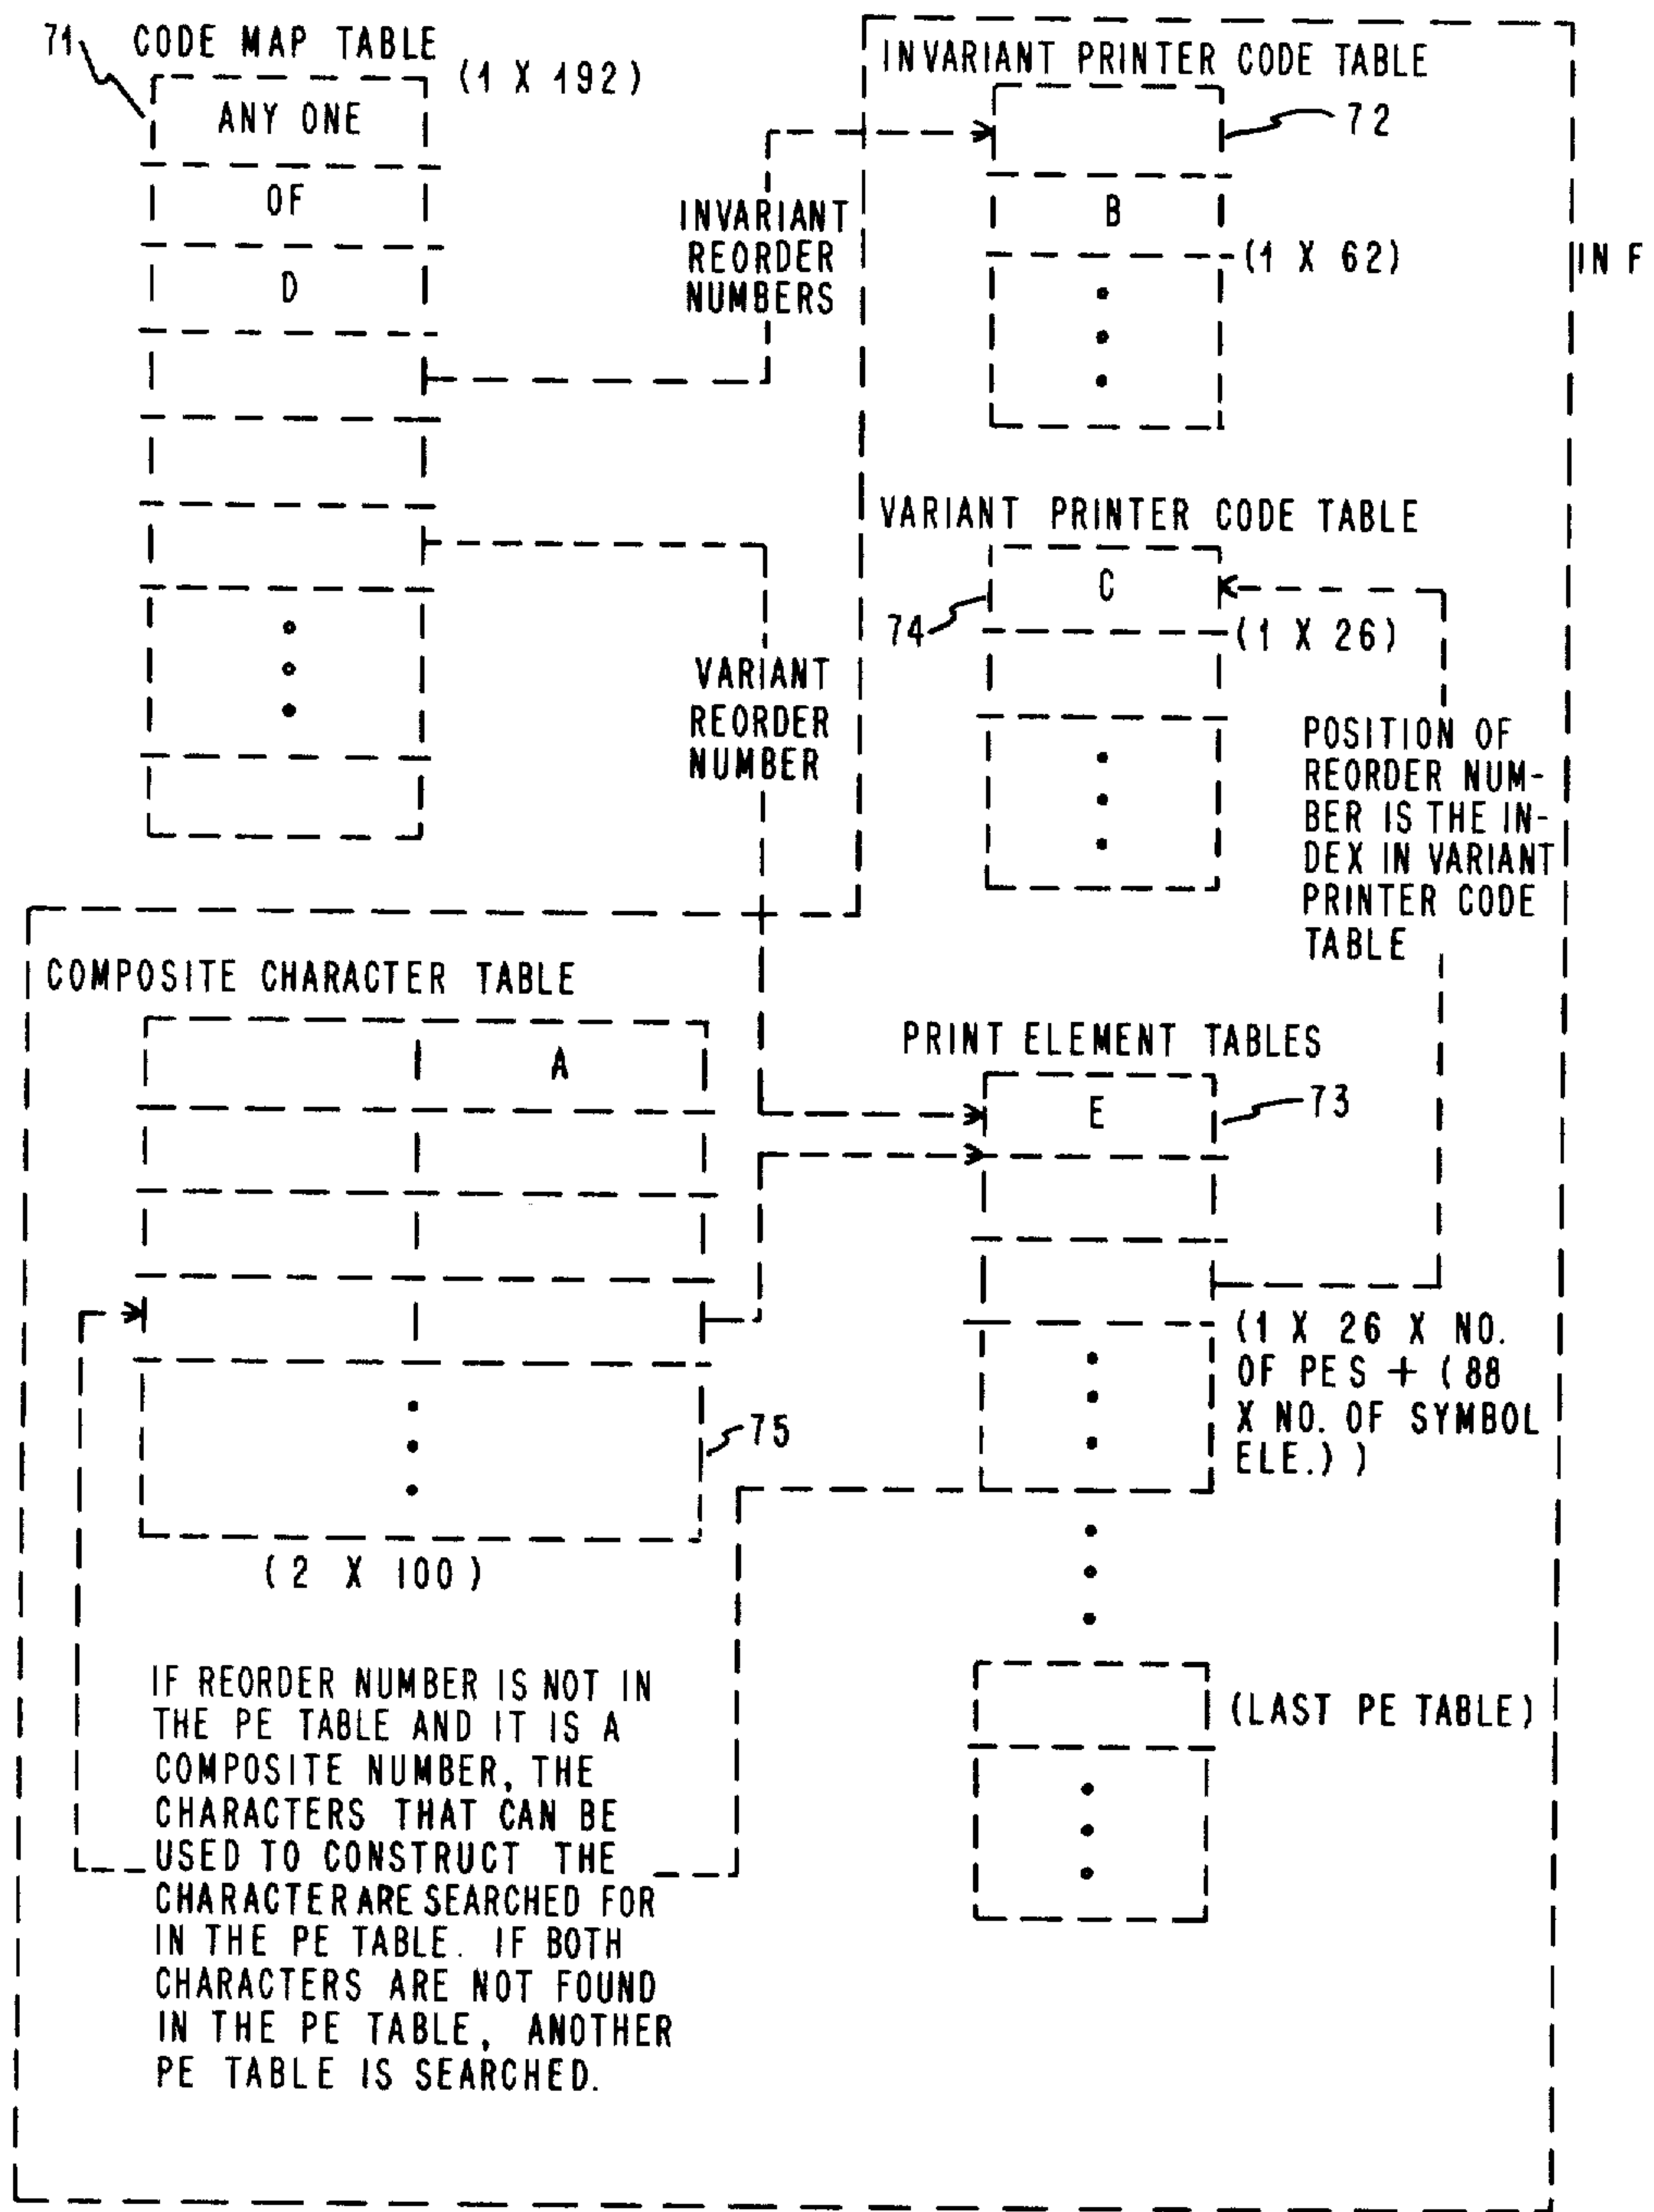 71 CODE MAP TABLE
(1 X 192)
ANY ONE
OF
D
INVARIANT
REORDER
NUMBERS
VARIANT
REORDER
NUMBER
INVARIANT PRINTER CODE TABLE
72
B
(1 X 62)
IN F
VARIANT PRINTER CODE TABLE
C
74
(1 X 26)
POSITION OF
REORDER NUM-
BER IS THE IN-
DEX IN VARIANT
PRINTER CODE
TABLE
COMPOSITE CHARACTER TABLE
A
75
(2 X 100)
PRINT ELEMENT TABLES
E
73
(1 X 26 X NO.
OF PES + (88
X NO. OF SYMBOL
ELE.))
(LAST PE TABLE)
IF REORDER NUMBER IS NOT IN
THE PE TABLE AND IT IS A
COMPOSITE NUMBER, THE
CHARACTERS THAT CAN BE
USED TO CONSTRUCT THE
CHARACTER ARE SEARCHED FOR
IN THE PE TABLE. IF BOTH
CHARACTERS ARE NOT FOUND
IN THE PE TABLE, ANOTHER
PE TABLE IS SEARCHED.